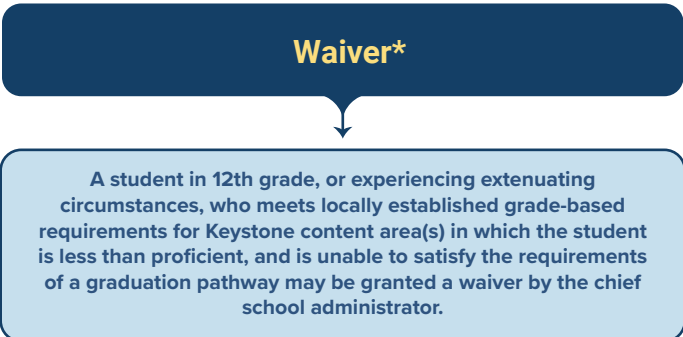 Waiver*
A student in 12th grade, or experiencing extenuating
circumstances, who meets locally established grade-based
requirements for Keystone content area(s) in which the student
is less than proficient, and is unable to satisfy the requirements
of a graduation pathway may be granted a waiver by the chief
school administrator.